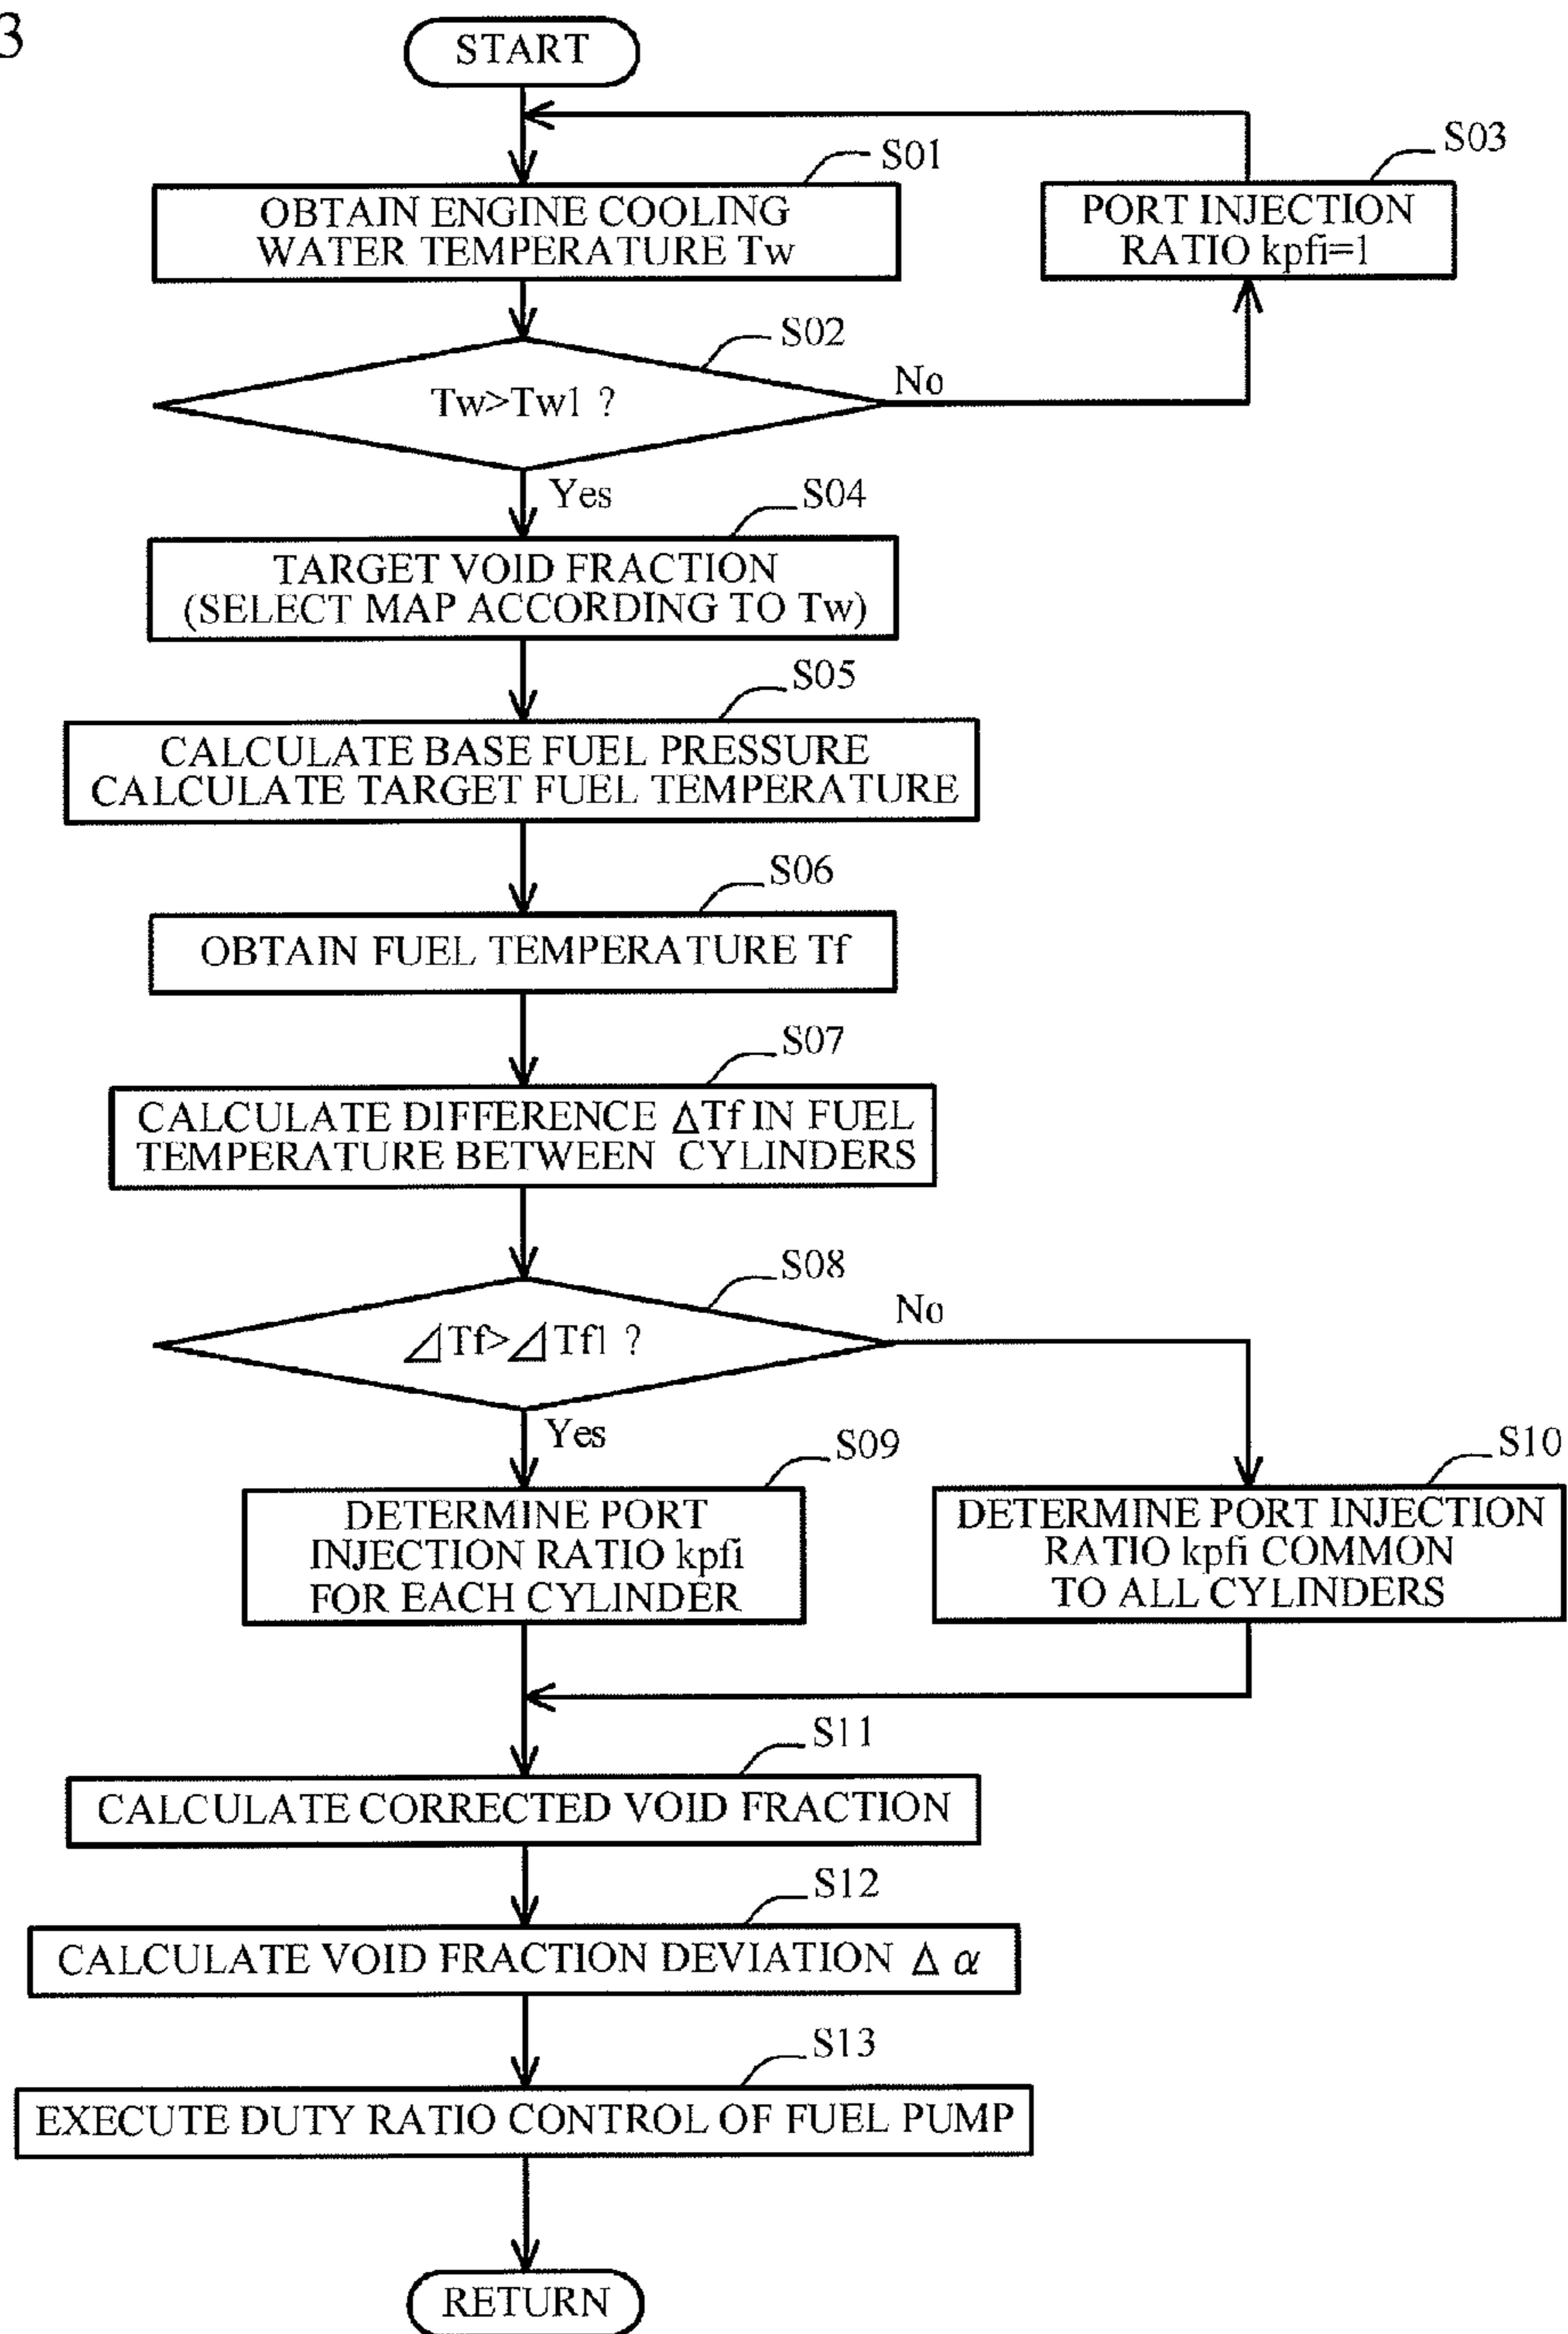 3
START
S01
OBTAIN ENGINE COOLING
WATER TEMPERATURE Tw
S03
PORT INJECTION
RATIO kpfi=1
S02
Tw>Tw1 ?
No
Yes
S04
TARGET VOID FRACTION
(SELECT MAP ACCORDING TO Tw)
S05
CALCULATE BASE FUEL PRESSURE
CALCULATE TARGET FUEL TEMPERATURE
S06
OBTAIN FUEL TEMPERATURE Tf
S07
CALCULATE DIFFERENCE ΔTf IN FUEL
TEMPERATURE BETWEEN CYLINDERS
S08
⊿Tf>⊿Tf1 ?
No
Yes
S09
DETERMINE PORT
INJECTION RATIO kpfi
FOR EACH CYLINDER
S10
DETERMINE PORT INJECTION
RATIO kpfi COMMON
TO ALL CYLINDERS
S11
CALCULATE CORRECTED VOID FRACTION
S12
CALCULATE VOID FRACTION DEVIATION Δ α
S13
EXECUTE DUTY RATIO CONTROL OF FUEL PUMP
RETURN